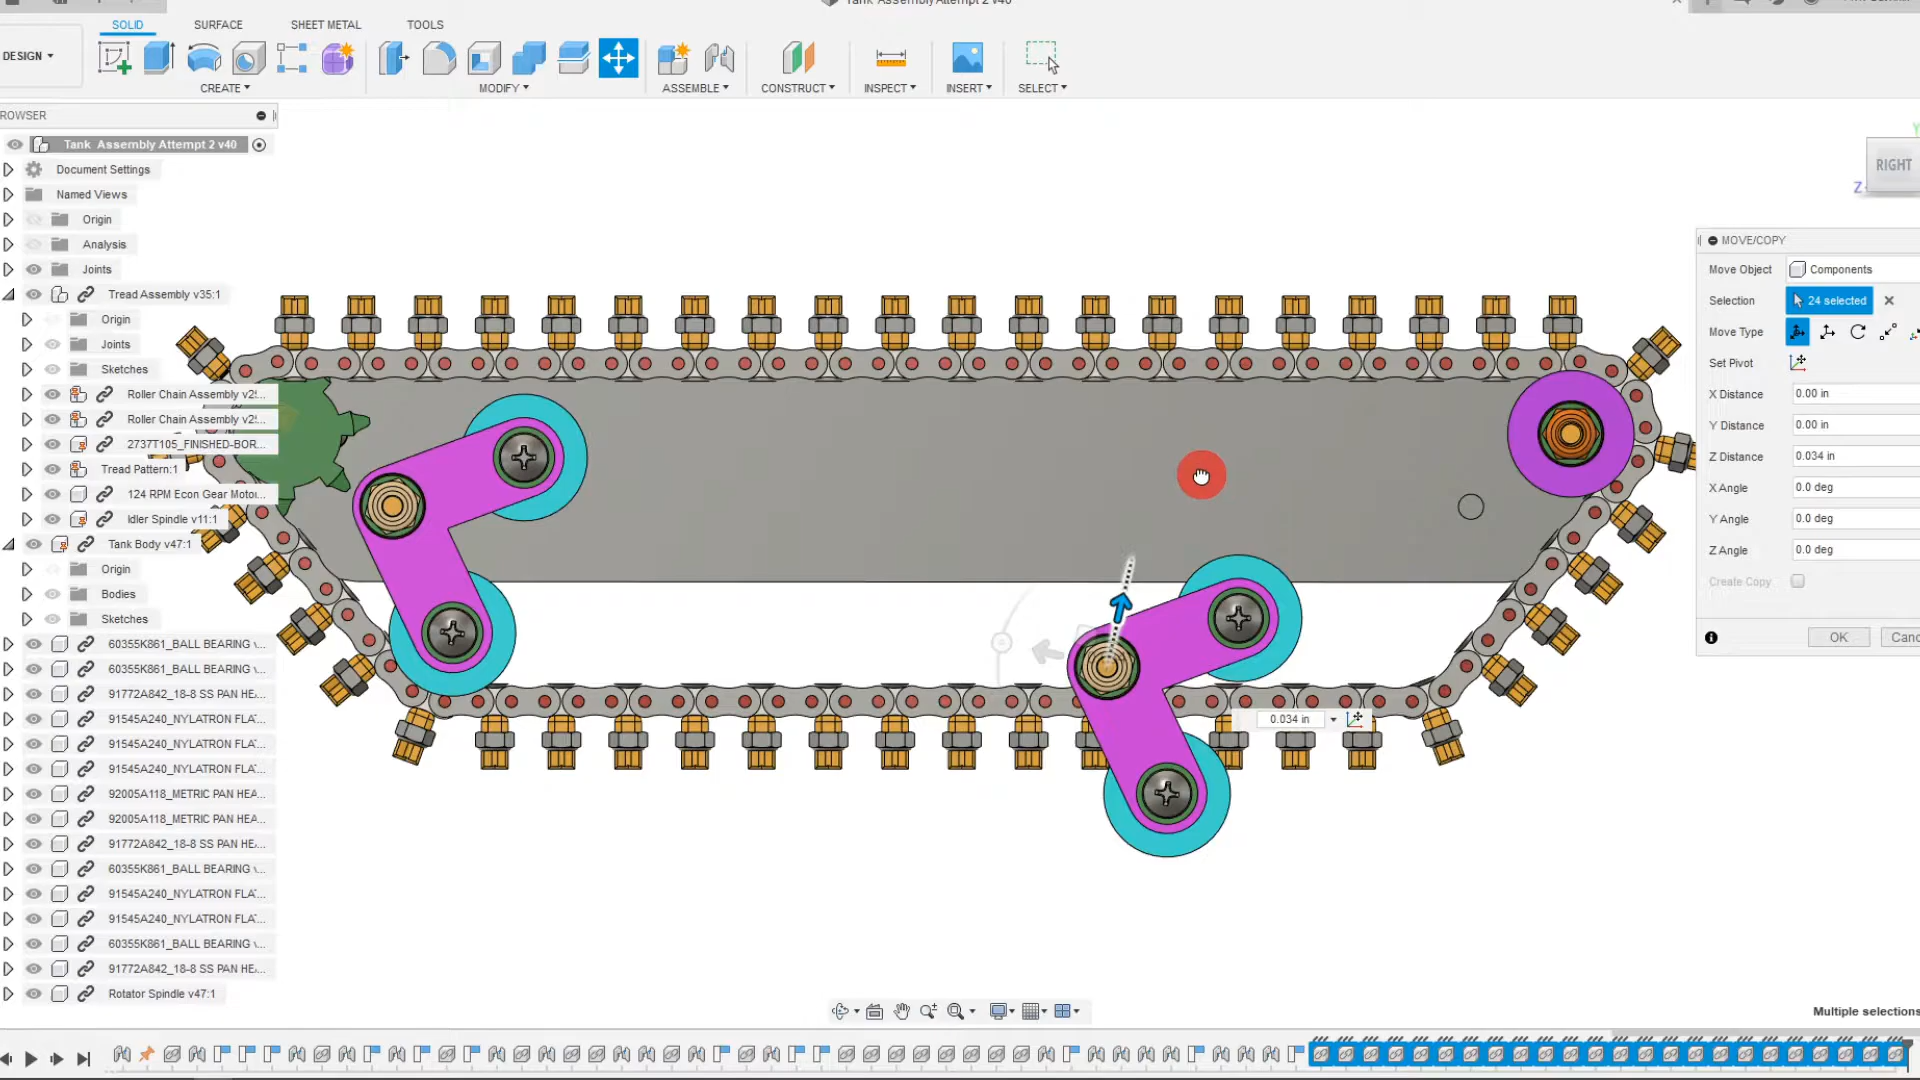 Tank Assembly Attempt 2 v40
SOLID SURFACE SHEET METAL TOOLS
DESIGN
CREATE MODIFY ASSEMBLE CONSTRUCT INSPECT INSERT SELECT
ROWSER
Tank Assembly Attempt 2 v40
Document Settings
Named Views
Origin
Analysis
Joints
Tread Assembly v35:1
Origin
Joints
Sketches
Roller Chain Assembly v2...
Roller Chain Assembly v2...
2737T105_FINISHED-BOR...
Tread Pattern:1
124 RPM Econ Gear Moto...
Idler Spindle v11:1
Tank Body v47:1
Origin
Bodies
Sketches
60355K861_BALL BEARING v...
60355K861_BALL BEARING v...
91772A842_18-8 SS PAN HE...
91545A240_NYLATRON FLA...
91545A240_NYLATRON FLA...
91545A240_NYLATRON FLA...
92005A118_METRIC PAN HEA...
92005A118_METRIC PAN HEA...
91772A842_18-8 SS PAN HE...
60355K861_BALL BEARING v...
91545A240_NYLATRON FLA...
91545A240_NYLATRON FLA...
60355K861_BALL BEARING v...
91772A842_18-8 SS PAN HE...
Rotator Spindle v47:1
0.034 in
Y
RIGHT
Z
MOVE/COPY
Move Object Components
Selection 24 selected
Move Type
Set Pivot
X Distance 0.00 in
Y Distance 0.00 in
Z Distance 0.034 in
X Angle 0.0 deg
Y Angle 0.0 deg
Z Angle 0.0 deg
Create Copy
OK Canc
Multiple selections